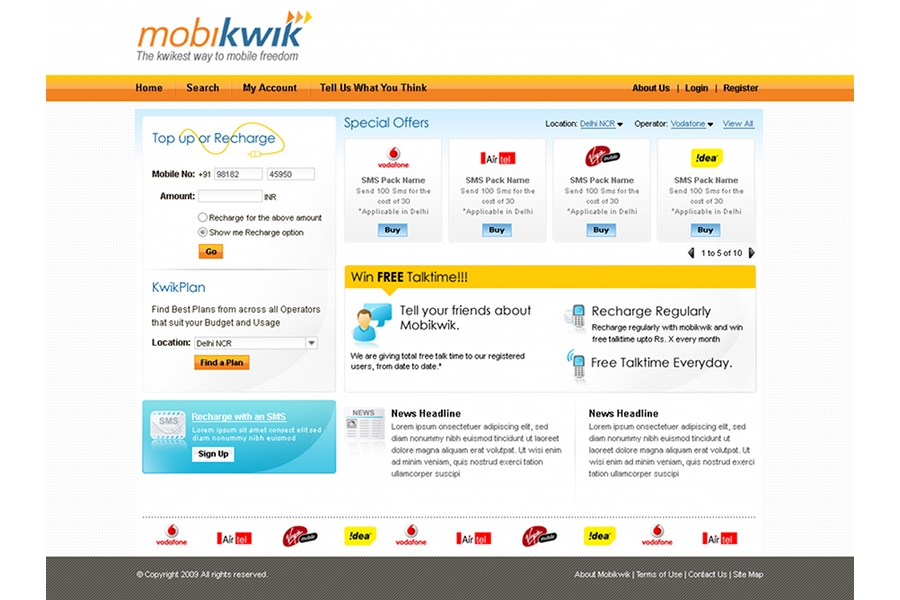 mobikwik
The kwikest way to mobile freedom
Home Search My Account Tell Us What You Think About Us | Login | Register
Top up or Recharge
Mobile No: +91 98182 45950
Amount: INR
Recharge for the above amount
Show me Recharge option
Go
KwikPlan
Find Best Plans from across all Operators
that suit your Budget and Usage
Location: Delhi NCR
Find a Plan
Special Offers Location: Delhi NCR Operator: Vodafone View All
vodafone
SMS Pack Name
Send 100 Sms for the
cost of 30
*Applicable in Delhi
Buy
Airtel
SMS Pack Name
Send 100 Sms for the
cost of 30
*Applicable in Delhi
Buy
Virgin mobile
SMS Pack Name
Send 100 Sms for the
cost of 30
*Applicable in Delhi
Buy
!dea
SMS Pack Name
Send 100 Sms for the
cost of 30
*Applicable in Delhi
Buy
1 to 5 of 10
Win FREE Talktime!!!
Tell your friends about
Mobikwik.
We are giving total free talk time to our registered
users, from date to date.*
Recharge Regularly
Recharge regularly with mobikwik and win
free talktime upto Rs. X every month
Free Talktime Everyday.
SMS
Recharge with an SMS
Lorem ipsum sit amet consect elit sed
diam nonummy nibh euismod
Sign Up
NEWS
News Headline
Lorem ipsum onsectetuer adipiscing elit, sed
diam nonummy nibh euismod tincidunt ut laoreet
dolore magna aliquam erat volutpat. Ut wisi enim
ad minim veniam, quis nostrud exerci tation
ullamcorper suscipi
News Headline
Lorem ipsum onsectetuer adipiscing elit, sed
diam nonummy nibh euismod tincidunt ut laoreet
dolore magna aliquam erat volutpat. Ut wisi enim
ad minim veniam, quis nostrud exerci tation
ullamcorper suscipi
vodafone Airtel Virgin mobile !dea vodafone Airtel Virgin mobile !dea vodafone Airtel
© Copyright 2009 All rights reserved. About Mobikwik | Terms of Use | Contact Us | Site Map